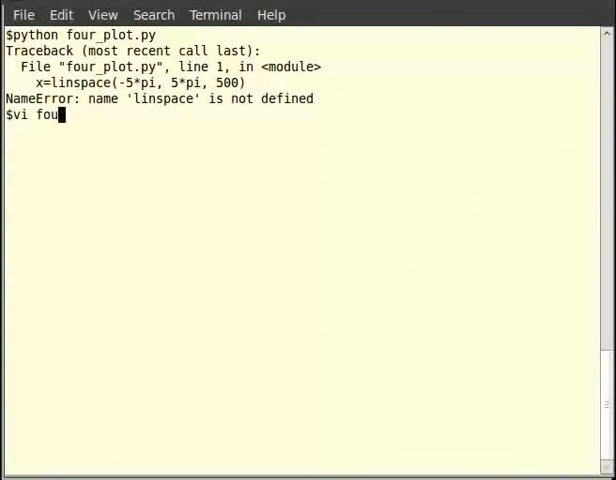 File Edit View Search Terminal Help
$python four_plot.py
Traceback (most recent call last):
  File "four_plot.py", line 1, in <module>
    x=linspace(-5*pi, 5*pi, 500)
NameError: name 'linspace' is not defined
$vi fou